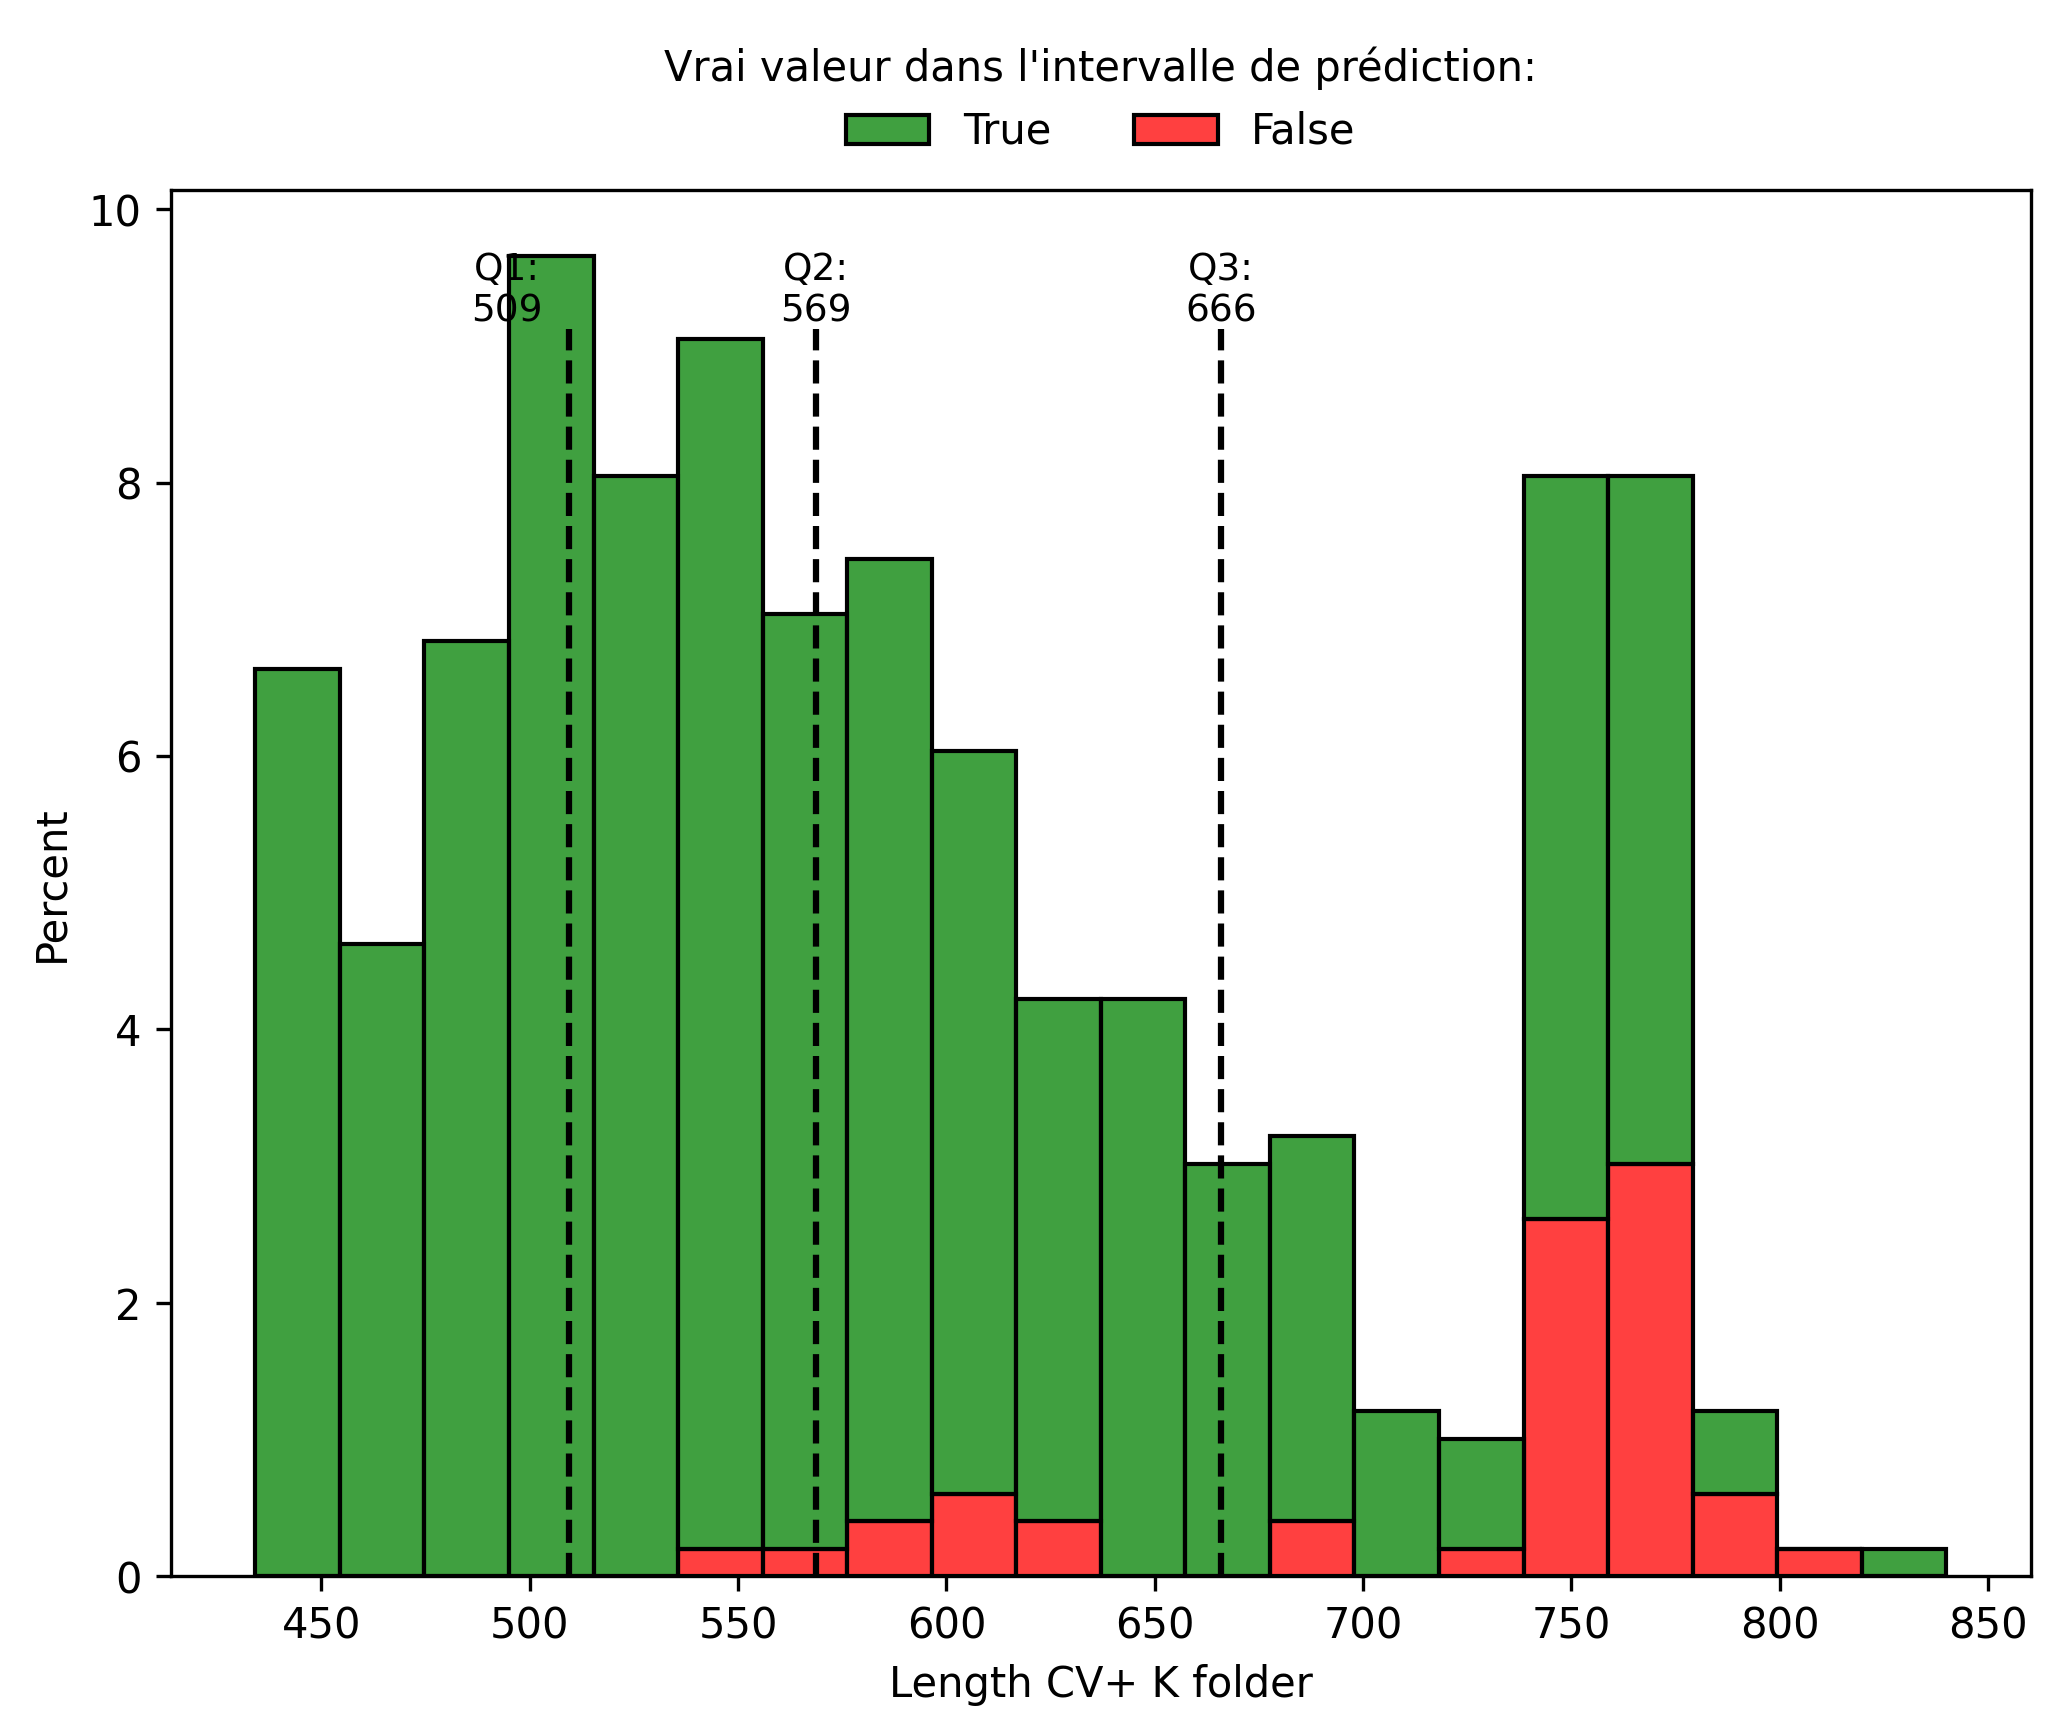 Vrai valeur dans l'intervalle de prédiction:
True False
10
8
6
4
2
0
Percent
Q1:
509
Q2:
569
Q3:
666
450 500 550 600 650 700 750 800 850
Length CV+ K folder